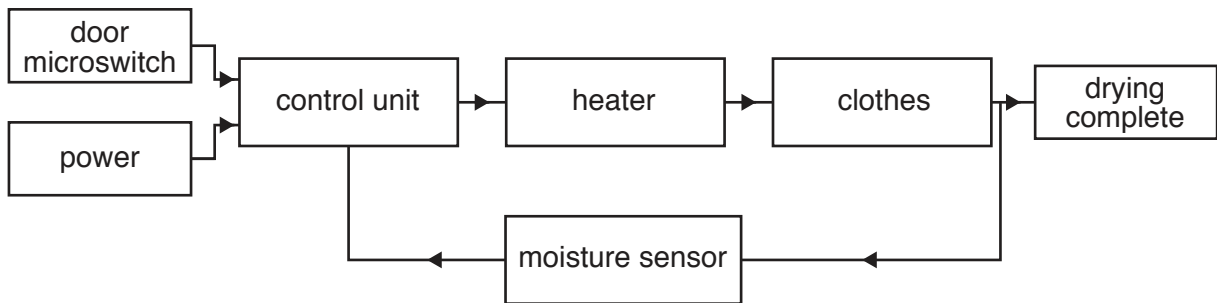 door
microswitch
power
control unit
heater
clothes
drying
complete
moisture sensor